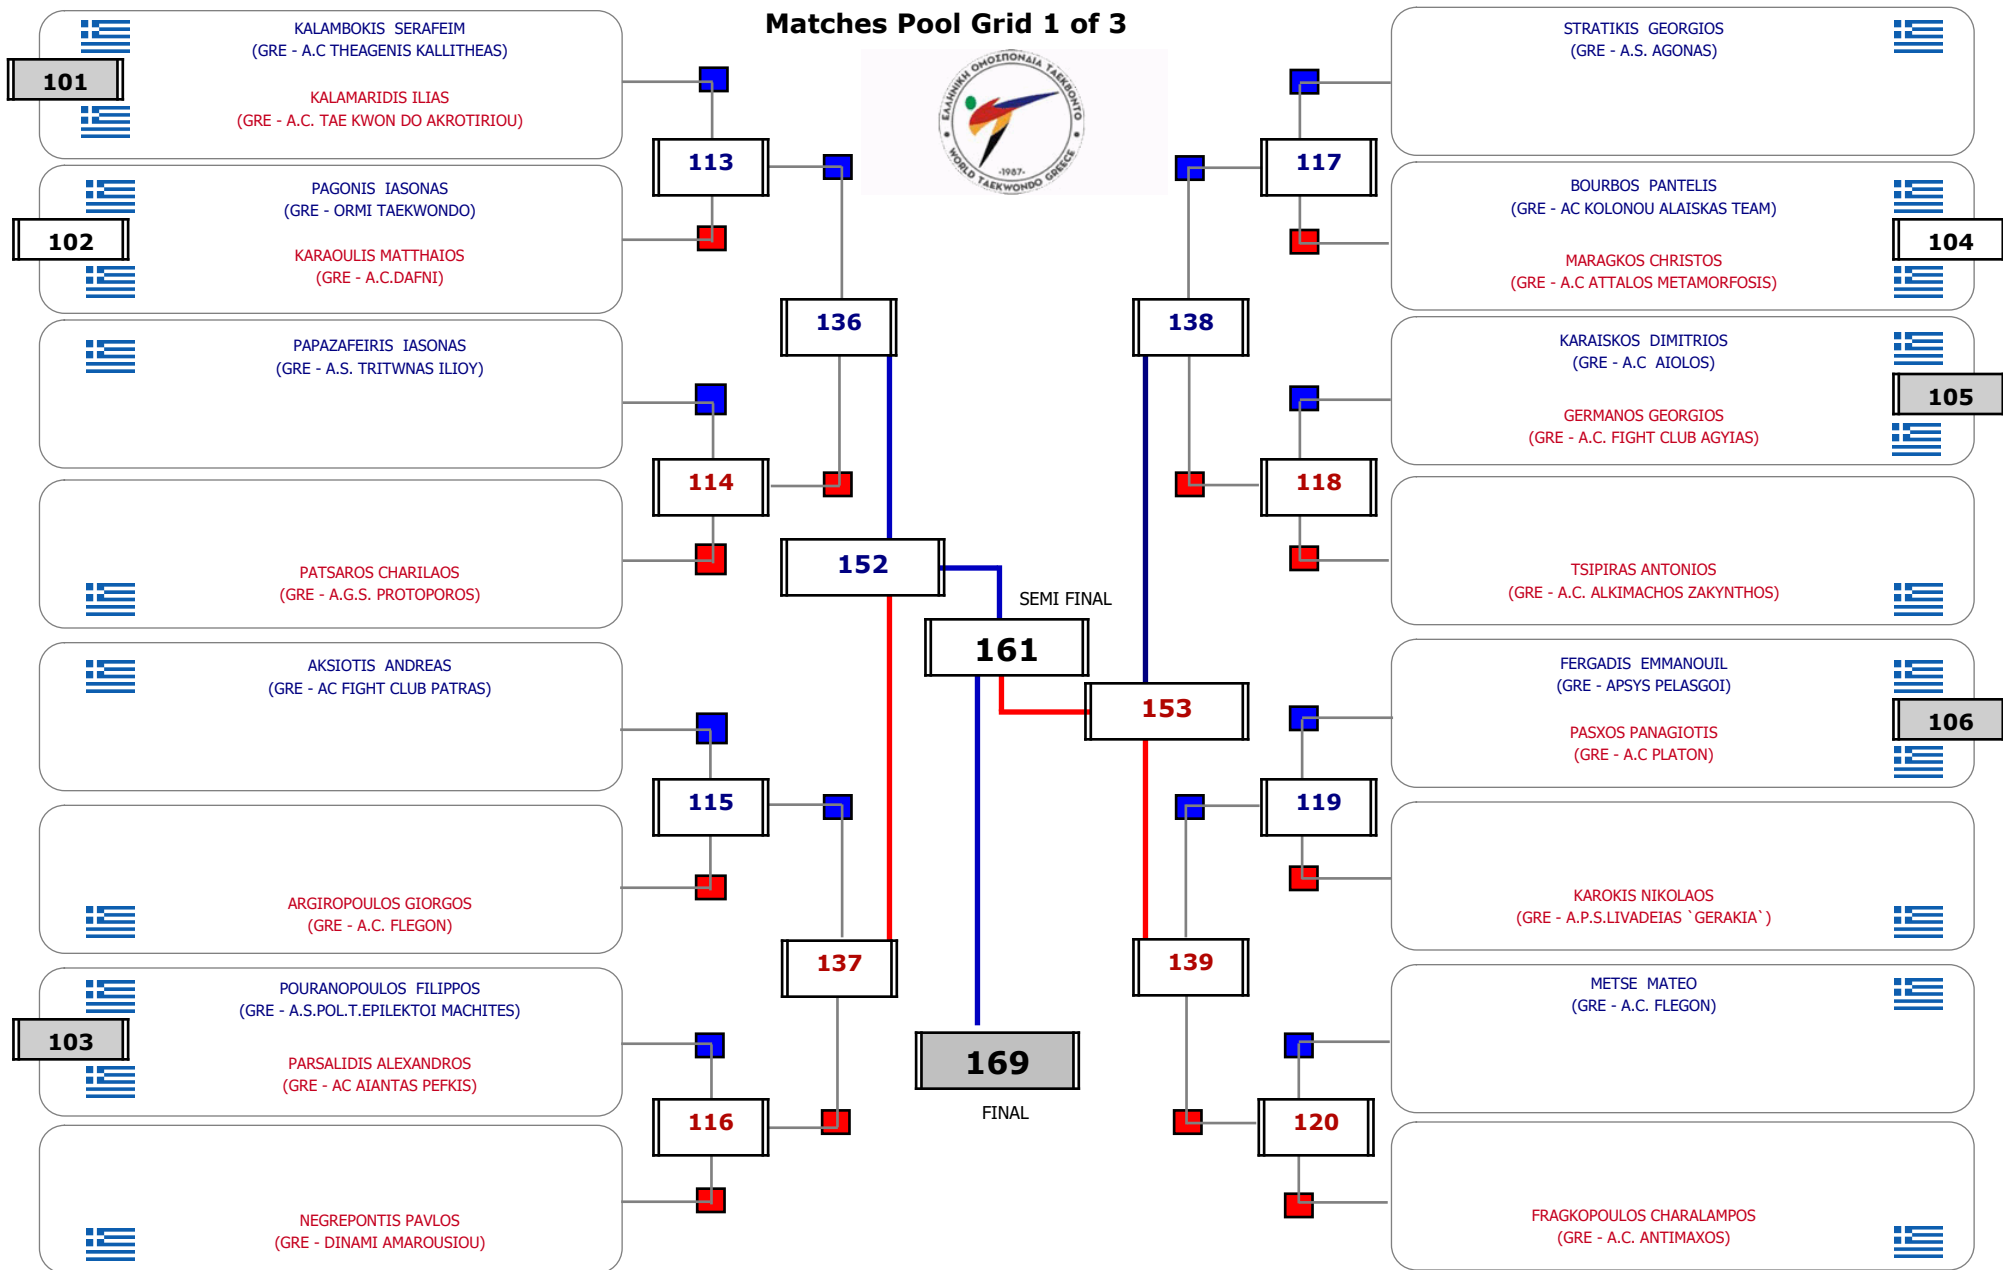 Matches Pool Grid 1 of 3
ΕΛΛΗΝΙΚΗ ΟΜΟΣΠΟΝΔΙΑ ΤΑΕΚΒΟΝΤΟ
-1987-
WORLD TAEKWONDO GREECE
101
KALAMBOKIS SERAFEIM
(GRE - A.C THEAGENIS KALLITHEAS)
KALAMARIDIS ILIAS
(GRE - A.C. TAE KWON DO AKROTIRIOU)
102
PAGONIS IASONAS
(GRE - ORMI TAEKWONDO)
KARAOULIS MATTHAIOS
(GRE - A.C.DAFNI)
PAPAZAFEIRIS IASONAS
(GRE - A.S. TRITWNAS ILIOY)
PATSAROS CHARILAOS
(GRE - A.G.S. PROTOPOROS)
AKSIOTIS ANDREAS
(GRE - AC FIGHT CLUB PATRAS)
ARGIROPOULOS GIORGOS
(GRE - A.C. FLEGON)
103
POURANOPOULOS FILIPPOS
(GRE - A.S.POL.T.EPILEKTOI MACHITES)
PARSALIDIS ALEXANDROS
(GRE - AC AIANTAS PEFKIS)
NEGREPONTIS PAVLOS
(GRE - DINAMI AMAROUSIOU)
113
114
115
116
136
137
152
SEMI FINAL
161
153
169
FINAL
138
139
117
118
119
120
STRATIKIS GEORGIOS
(GRE - A.S. AGONAS)
BOURBOS PANTELIS
(GRE - AC KOLONOU ALAISKAS TEAM)
104
MARAGKOS CHRISTOS
(GRE - A.C ATTALOS METAMORFOSIS)
KARAISKOS DIMITRIOS
(GRE - A.C AIOLOS)
105
GERMANOS GEORGIOS
(GRE - A.C. FIGHT CLUB AGYIAS)
TSIPIRAS ANTONIOS
(GRE - A.C. ALKIMACHOS ZAKYNTHOS)
FERGADIS EMMANOUIL
(GRE - APSYS PELASGOI)
106
PASXOS PANAGIOTIS
(GRE - A.C PLATON)
KAROKIS NIKOLAOS
(GRE - A.P.S.LIVADEIAS `GERAKIA`)
METSE MATEO
(GRE - A.C. FLEGON)
FRAGKOPOULOS CHARALAMPOS
(GRE - A.C. ANTIMAXOS)